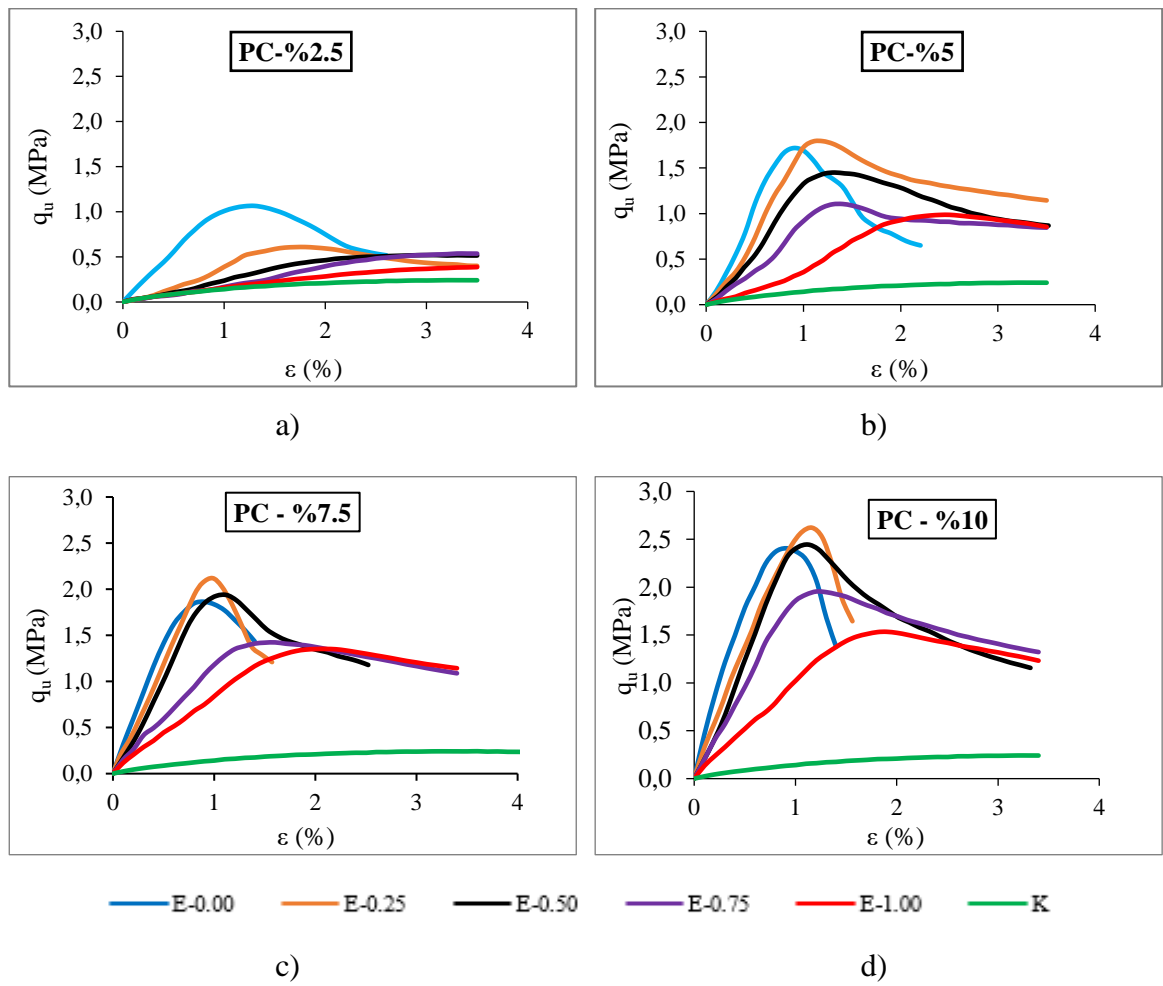 PC-%2.5
3,0
2,5
2,0
1,5
1,0
0,5
0,0
qu (MPa)
0 1 2 3 4
ε (%)
a)
PC-%5
3,0
2,5
2,0
1,5
1,0
0,5
0,0
qu (MPa)
0 1 2 3 4
ε (%)
b)
PC - %7.5
3,0
2,5
2,0
1,5
1,0
0,5
0,0
qu (MPa)
0 1 2 3 4
ε (%)
PC - %10
3,0
2,5
2,0
1,5
1,0
0,5
0,0
qu (MPa)
0 1 2 3 4
ε (%)
E-0.00 E-0.25 E-0.50 E-0.75 E-1.00 K
c) d)